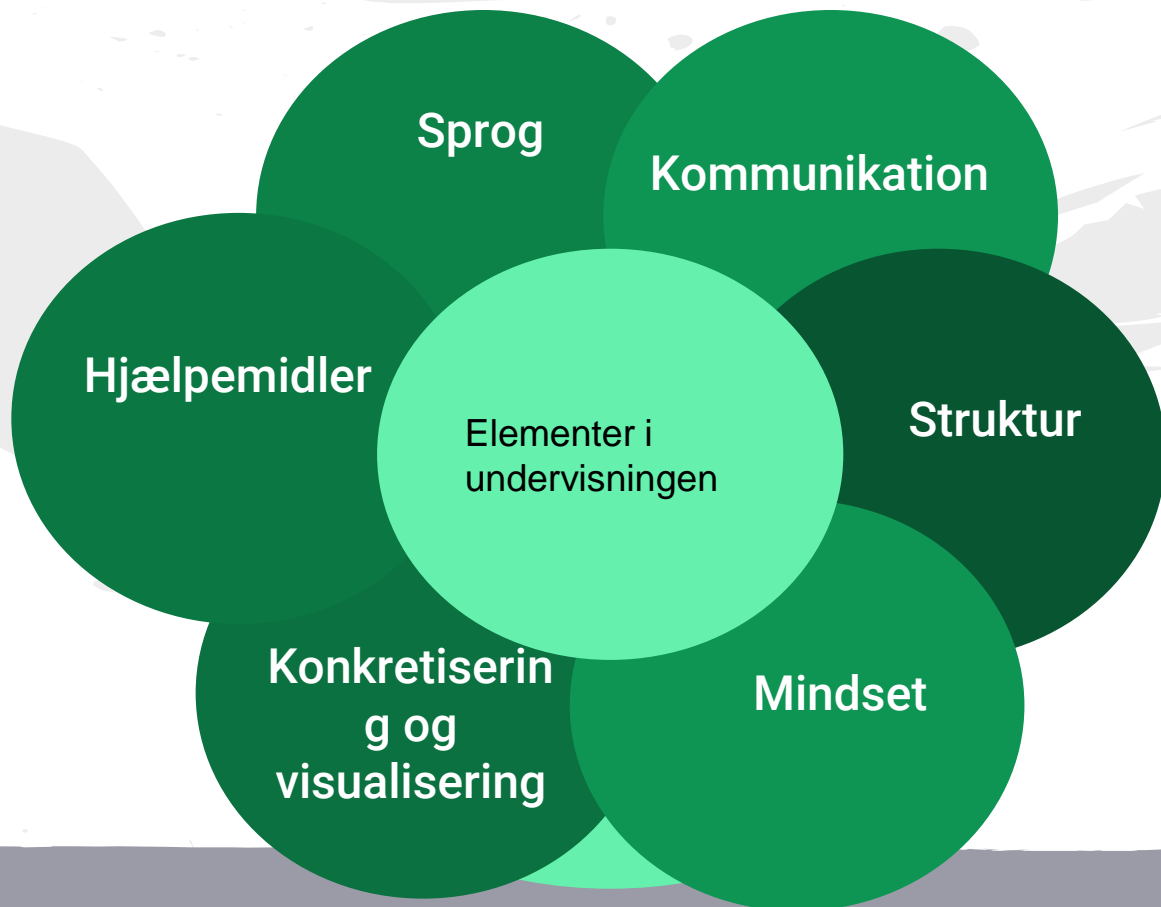 Sprog
Kommunikation
Hjælpemidler
Struktur
Elementer i
undervisningen
Konkretiserin
g og
visualisering
Mindset